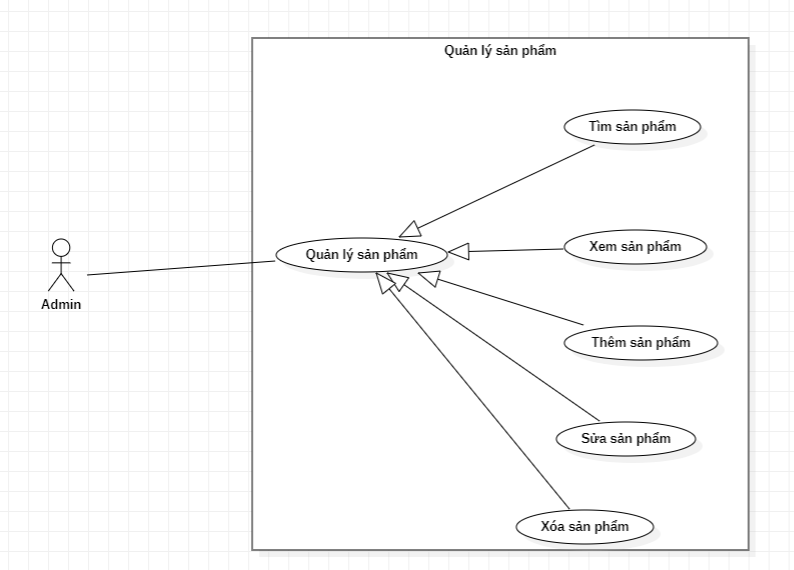 Quản lý sản phẩm
Tìm sản phẩm
Xem sản phẩm
Quản lý sản phẩm
Admin
Thêm sản phẩm
Sửa sản phẩm
Xóa sản phẩm